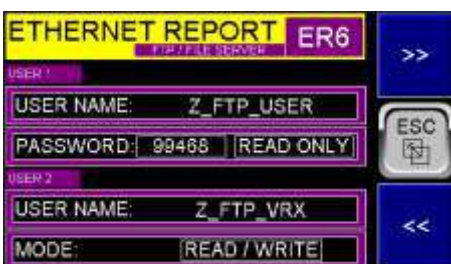 ETHERNET REPORT ER6
FTP / FILE SERVER
>>
USER 1
USER NAME: Z_FTP_USER
ESC
PASSWORD: 99468 READ ONLY
USER 2
USER NAME: Z_FTP_VRX
<<
MODE: READ / WRITE